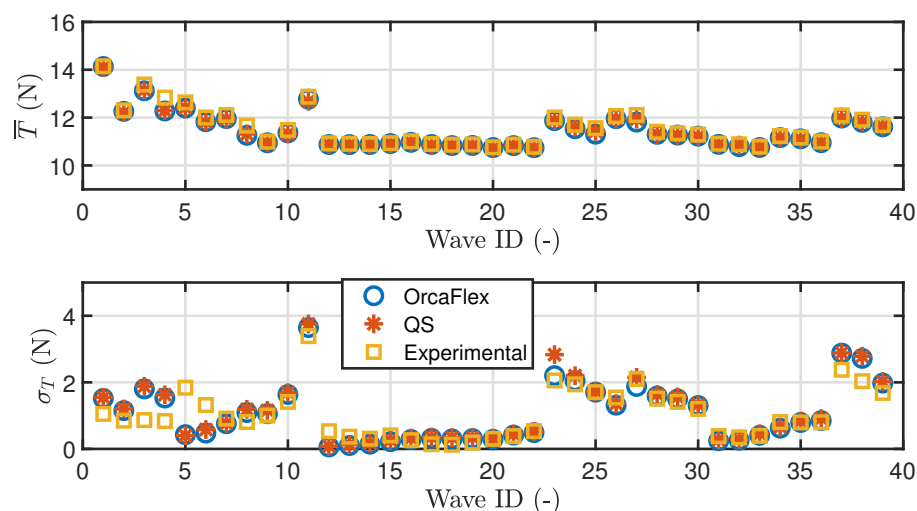 16
14
12
10
T̅ (N)
0 5 10 15 20 25 30 35 40
Wave ID (-)
4
2
0
σ_T (N)
OrcaFlex
QS
Experimental
0 5 10 15 20 25 30 35 40
Wave ID (-)